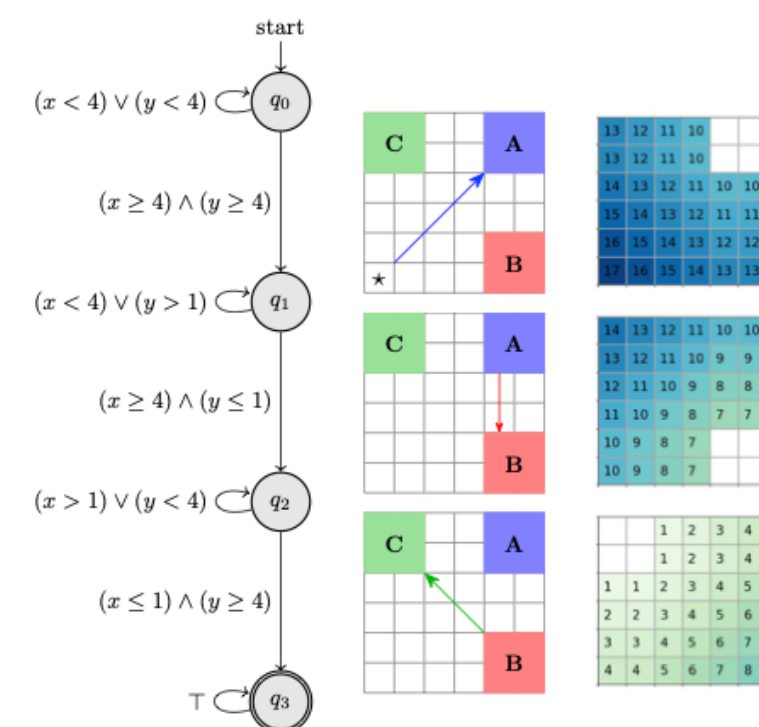 start
(x < 4) ∨ (y < 4)
q0
(x ≥ 4) ∧ (y ≥ 4)
(x < 4) ∨ (y > 1)
q1
(x ≥ 4) ∧ (y ≤ 1)
(x > 1) ∨ (y < 4)
q2
(x ≤ 1) ∧ (y ≥ 4)
⊤
q3
C A
B
⋆
C A
B
C A
B
13 12 11 10
13 12 11 10
14 13 12 11 10 10
15 14 13 12 11 11
16 15 14 13 12 12
17 16 15 14 13 13
14 13 12 11 10 10
13 12 11 10 9 9
12 11 10 9 8 8
11 10 9 8 7 7
10 9 8 7
10 9 8 7
1 2 3 4
1 2 3 4
1 1 2 3 4 5
2 2 3 4 5 6
3 3 4 5 6 7
4 4 5 6 7 8